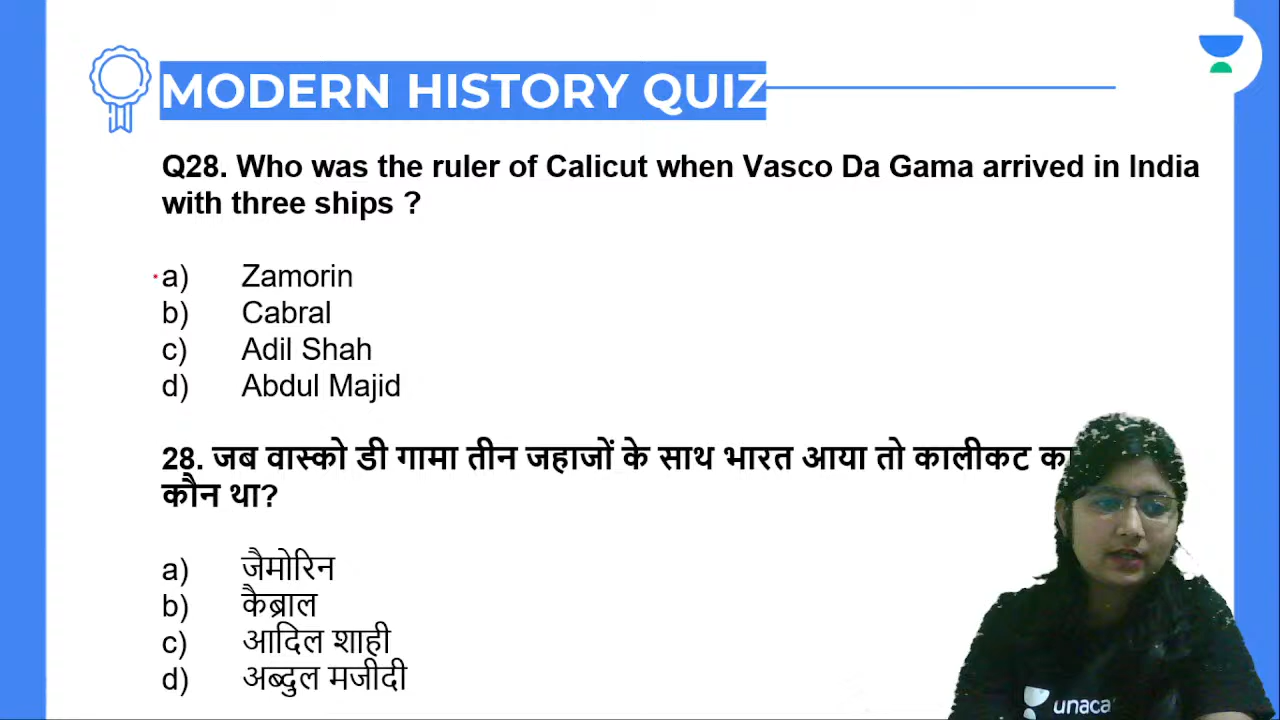 MODERN HISTORY QUIZ
Q28. Who was the ruler of Calicut when Vasco Da Gama arrived in India
with three ships ?
a) Zamorin
b) Cabral
c) Adil Shah
d) Abdul Majid
28. जब वास्को डी गामा तीन जहाजों के साथ भारत आया तो कालीकट
कौन था?
a) जैमोरिन
b) कैब्राल
c) आदिल शाही
d) अब्दुल मजीदी
unaca